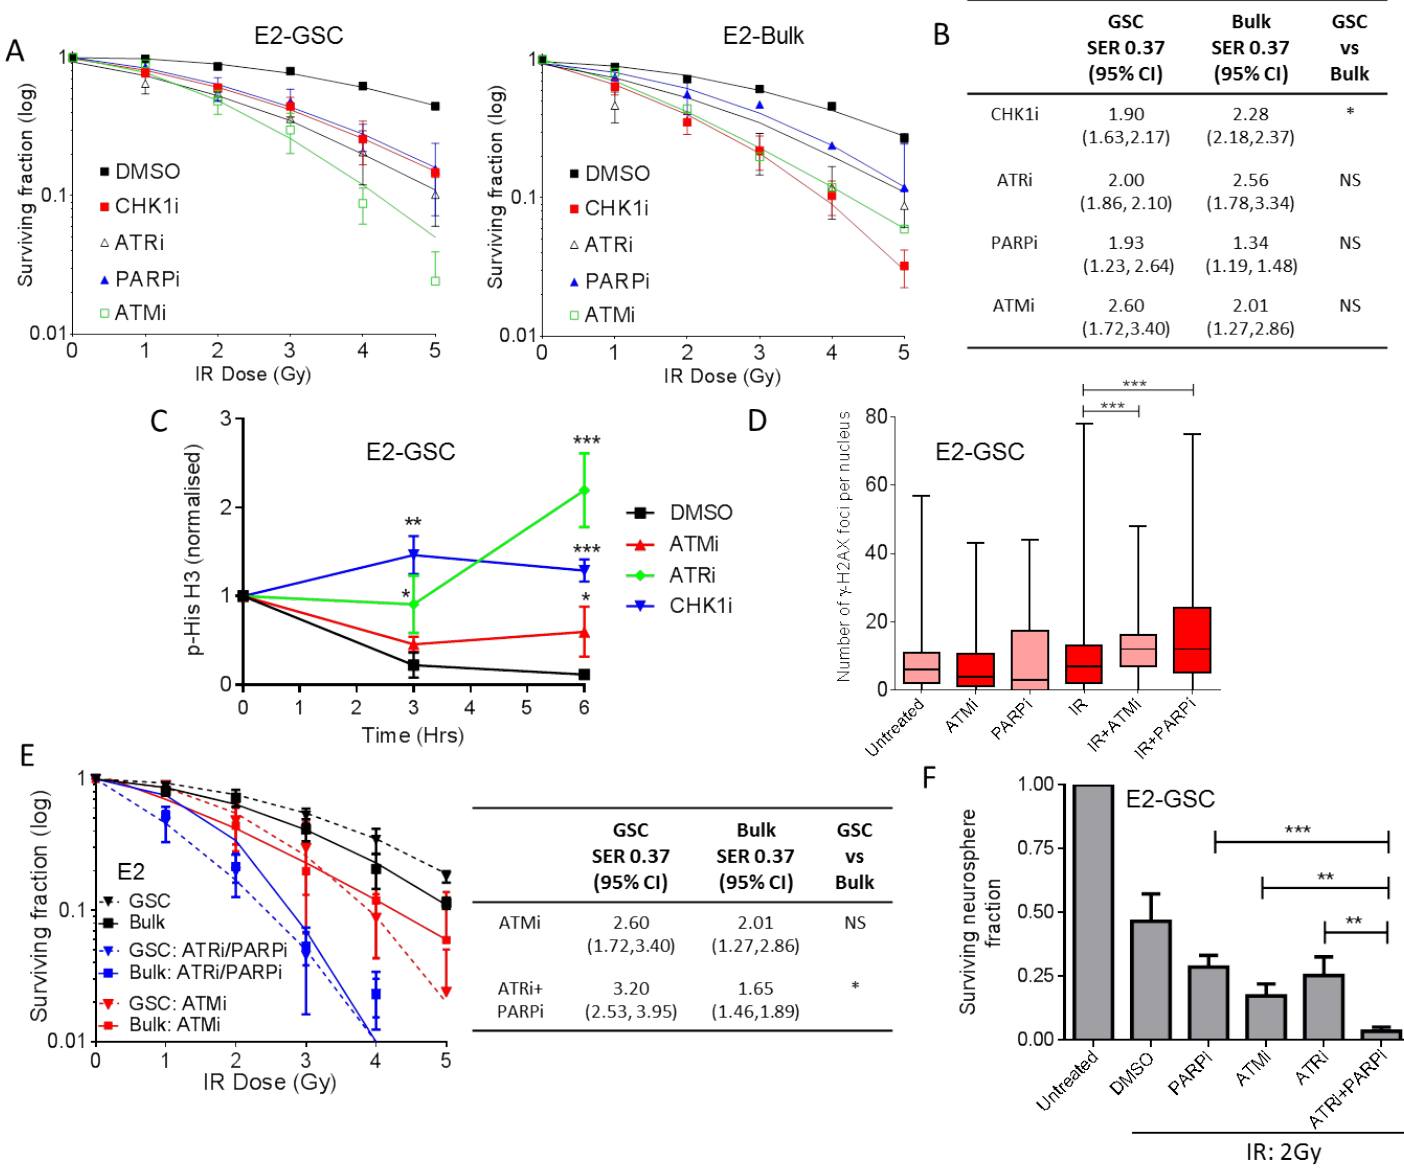 A
E2-GSC
Surviving fraction (log)
1
0.1
0.01
0 1 2 3 4 5
IR Dose (Gy)
DMSO
CHK1i
ATRi
PARPi
ATMi
E2-Bulk
Surviving fraction (log)
1
0.1
0.01
0 1 2 3 4 5
IR Dose (Gy)
DMSO
CHK1i
ATRi
PARPi
ATMi
B
GSC Bulk GSC
SER 0.37 SER 0.37 vs
(95% CI) (95% CI) Bulk
CHK1i 1.90 2.28 *
(1.63,2.17) (2.18,2.37)
ATRi 2.00 2.56 NS
(1.86, 2.10) (1.78,3.34)
PARPi 1.93 1.34 NS
(1.23, 2.64) (1.19, 1.48)
ATMi 2.60 2.01 NS
(1.72,3.40) (1.27,2.86)
C
E2-GSC
p-His H3 (normalised)
3
2
1
0
0 1 2 3 4 5 6
Time (Hrs)
**
*
***
***
*
DMSO
ATMi
ATRi
CHK1i
D
E2-GSC
Number of γ-H2AX foci per nucleus
80
60
40
20
0
***
***
Untreated
ATMi
PARPi
IR
IR+ATMi
IR+PARPi
E
Surviving fraction (log)
1
0.1
0.01
0 1 2 3 4 5
IR Dose (Gy)
E2
GSC
Bulk
GSC: ATRi/PARPi
Bulk: ATRi/PARPi
GSC: ATMi
Bulk: ATMi
GSC Bulk GSC
SER 0.37 SER 0.37 vs
(95% CI) (95% CI) Bulk
ATMi 2.60 2.01 NS
(1.72,3.40) (1.27,2.86)
ATRi+ 3.20 1.65 *
PARPi (2.53, 3.95) (1.46,1.89)
F
E2-GSC
Surviving neurosphere
fraction
1.00
0.75
0.50
0.25
0.00
***
**
**
Untreated
DMSO
PARPi
ATMi
ATRi
ATRi+PARPi
IR: 2Gy